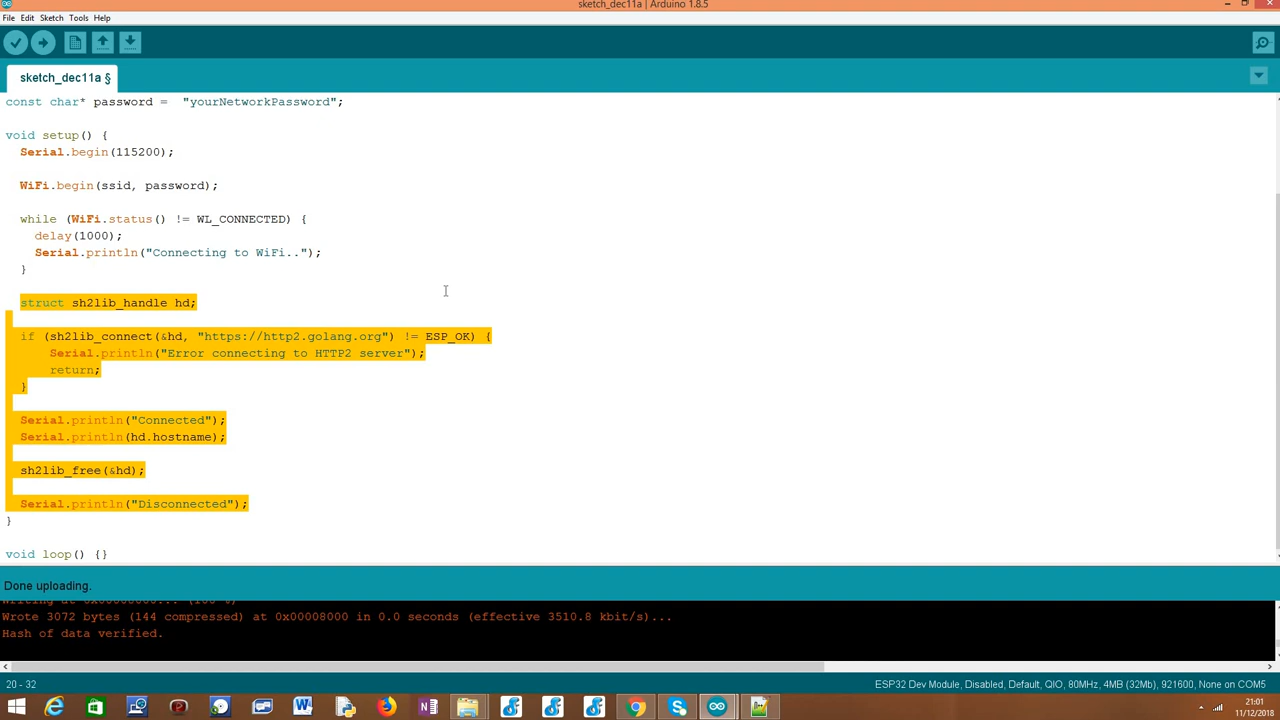 sketch_dec11a | Arduino 1.8.5
File Edit Sketch Tools Help
sketch_dec11a §
const char* password =  "yourNetworkPassword";
void setup() {
Serial.begin(115200);
WiFi.begin(ssid, password);
while (WiFi.status() != WL_CONNECTED) {
delay(1000);
Serial.println("Connecting to WiFi..");
}
struct sh2lib_handle hd;
if (sh2lib_connect(&hd, "https://http2.golang.org") != ESP_OK) {
Serial.println("Error connecting to HTTP2 server");
return;
}
Serial.println("Connected");
Serial.println(hd.hostname);
sh2lib_free(&hd);
Serial.println("Disconnected");
}
void loop() {}
Done uploading.
Wrote 3072 bytes (144 compressed) at 0x00008000 in 0.0 seconds (effective 3510.8 kbit/s)...
Hash of data verified.
20 - 32
ESP32 Dev Module, Disabled, Default, QIO, 80MHz, 4MB (32Mb), 921600, None on COM5
21:01
11/12/2018